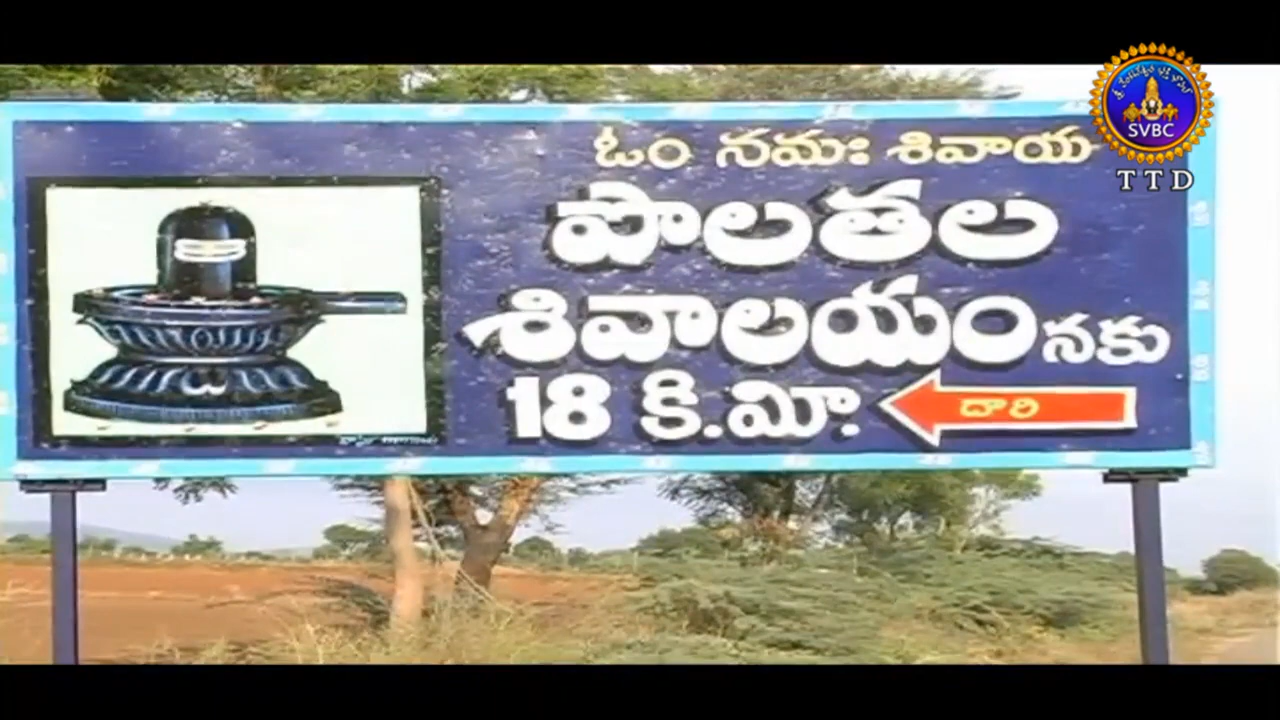 ఓం నమః శివాయ
పొలతల
శివాలయంనకు
18 కి.మీ.
దారి
SVBC
TTD